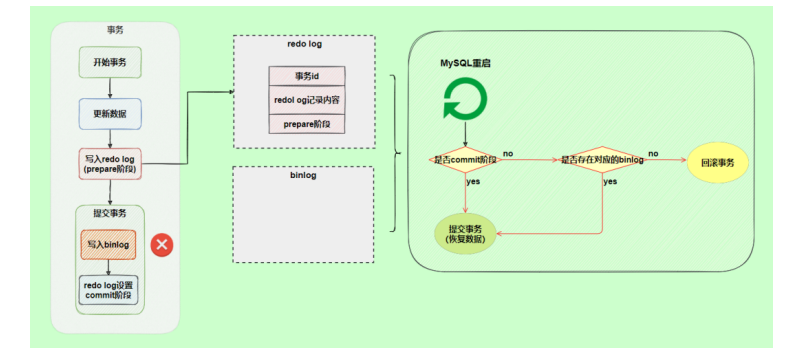 事务
开始事务
更新数据
写入redo log
(prepare阶段)
提交事务
写入binlog
redo log设置
commit阶段
redo log
事务id
redol og记录内容
prepare阶段
binlog
MySQL重启
是否commit阶段
no
yes
是否存在对应的binlog
no
yes
回滚事务
提交事务
(恢复数据)